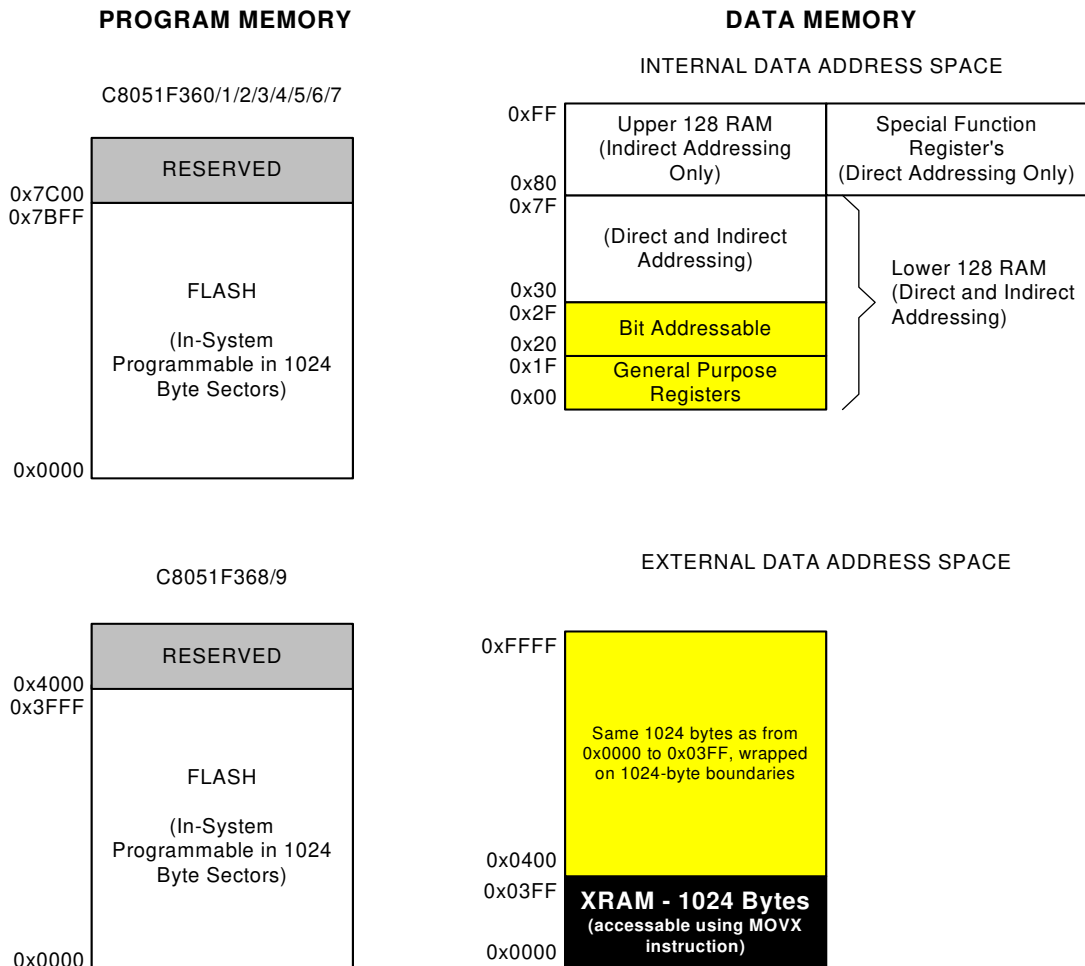 PROGRAM MEMORY
C8051F360/1/2/3/4/5/6/7
RESERVED
0x7C00
0x7BFF
FLASH
(In-System
Programmable in 1024
Byte Sectors)
0x0000
C8051F368/9
RESERVED
0x4000
0x3FFF
FLASH
(In-System
Programmable in 1024
Byte Sectors)
0x0000
DATA MEMORY
INTERNAL DATA ADDRESS SPACE
0xFF
Upper 128 RAM
(Indirect Addressing
Only)
Special Function
Register's
(Direct Addressing Only)
0x80
0x7F
(Direct and Indirect
Addressing)
Lower 128 RAM
(Direct and Indirect
Addressing)
0x30
0x2F
Bit Addressable
0x20
0x1F
General Purpose
Registers
0x00
EXTERNAL DATA ADDRESS SPACE
0xFFFF
Same 1024 bytes as from
0x0000 to 0x03FF, wrapped
on 1024-byte boundaries
0x0400
0x03FF
XRAM - 1024 Bytes
(accessable using MOVX
instruction)
0x0000